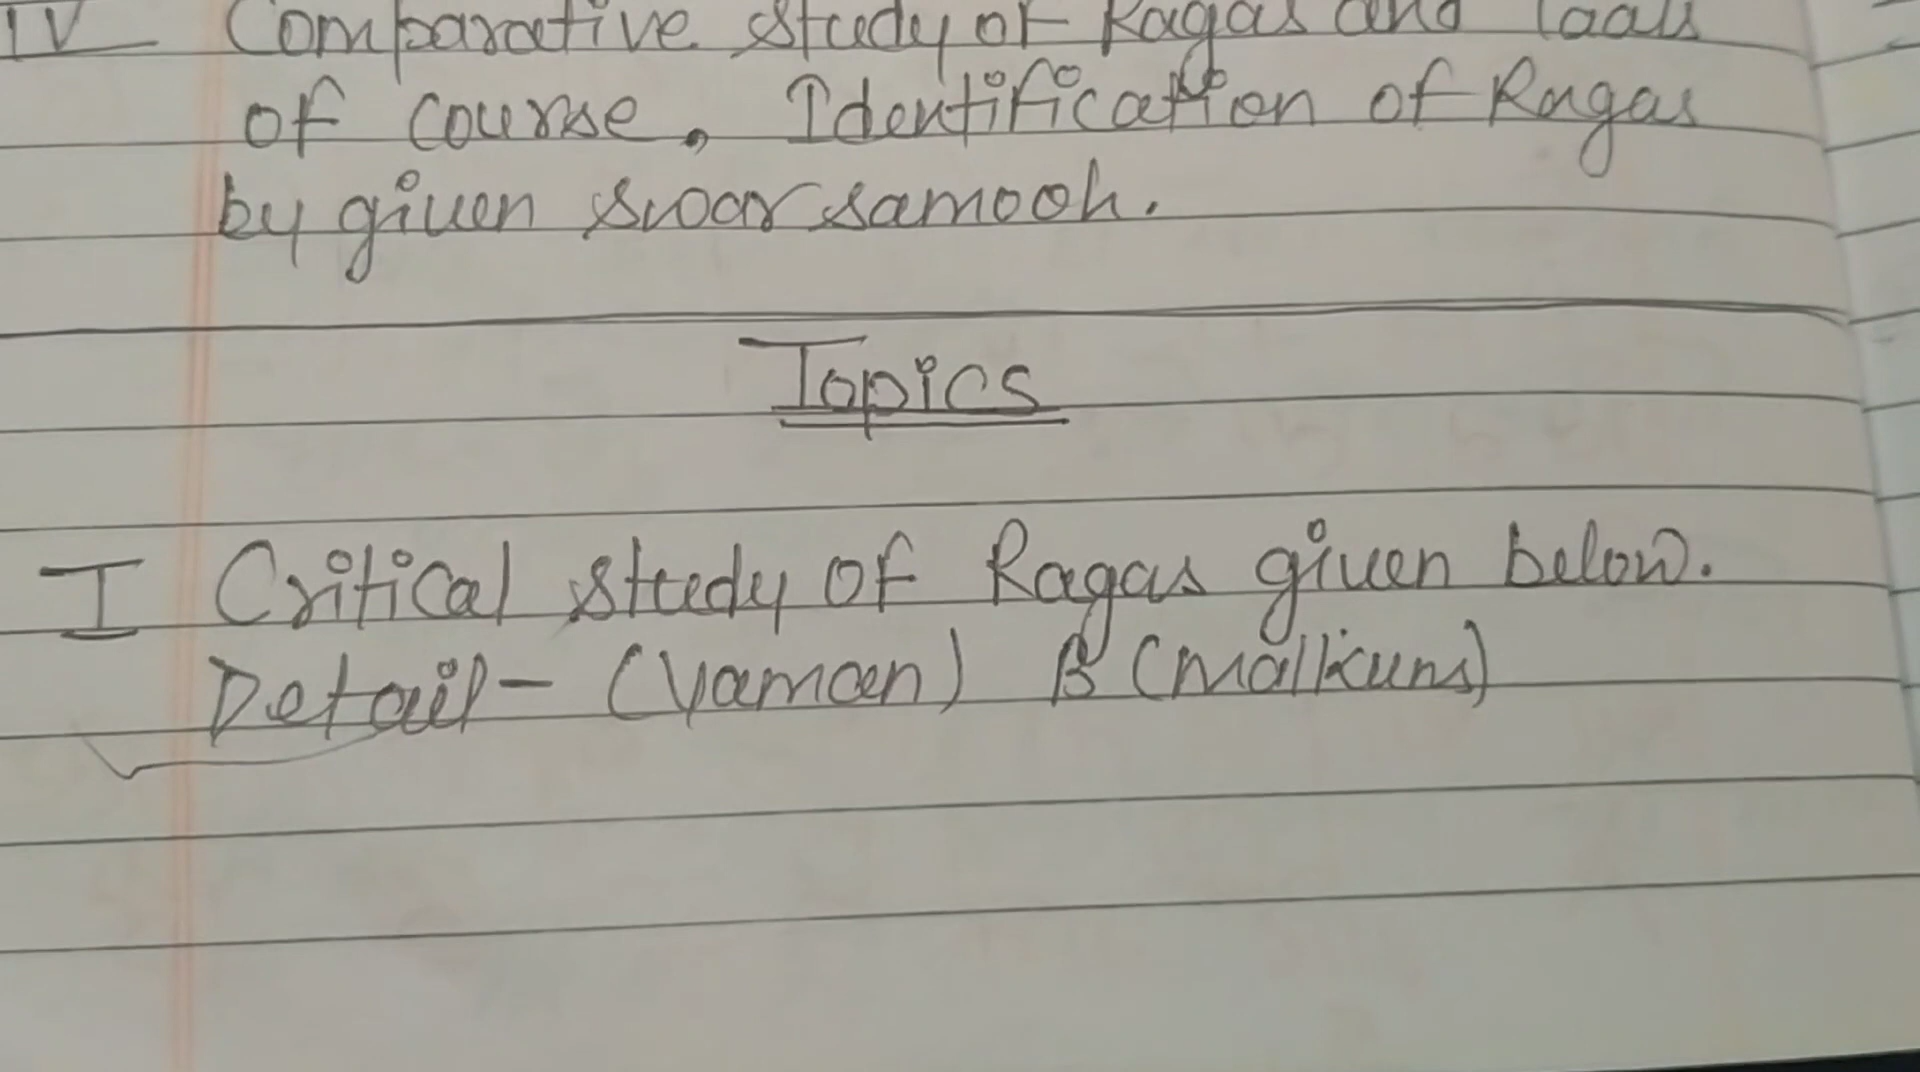 IV Comparative study of Ragas and Taals
of course, Identification of Ragas
by given swar samooh.
Topics
I Critical study of Ragas given below.
Detail - (Yaman) B (Malkuns)